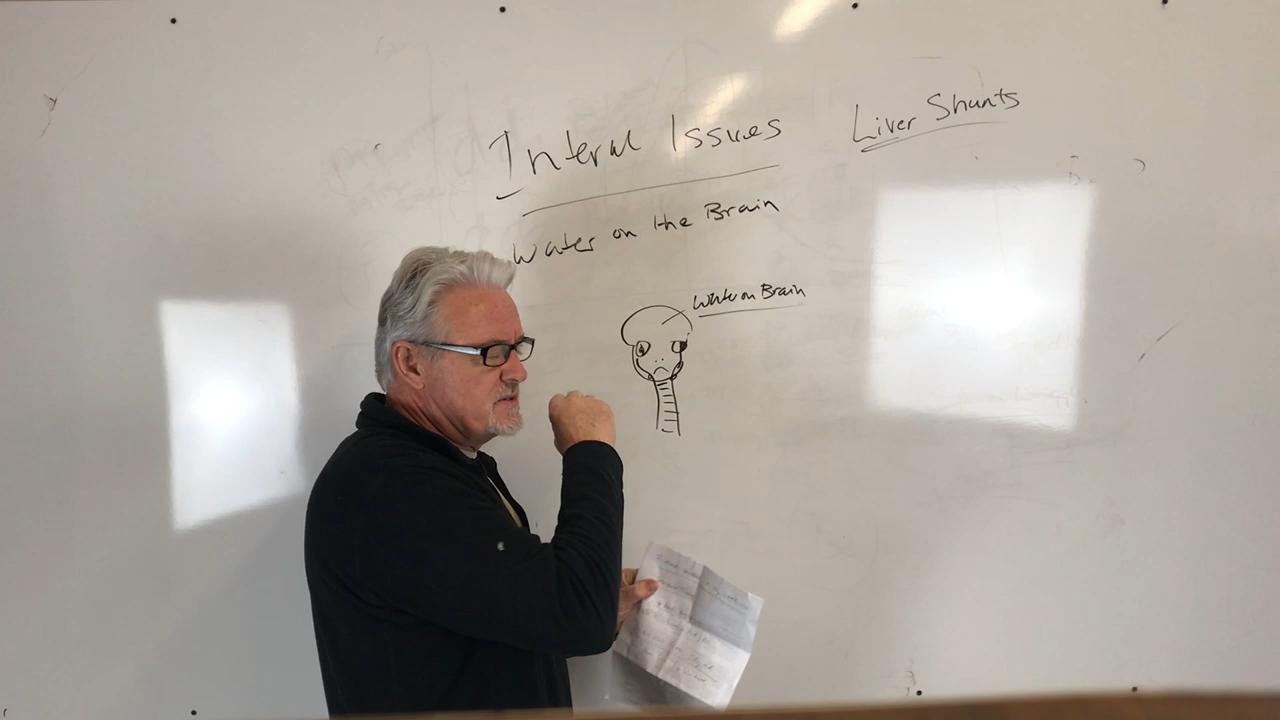 Interal Issues
Liver Shunts
Water on the Brain
Water on Brain